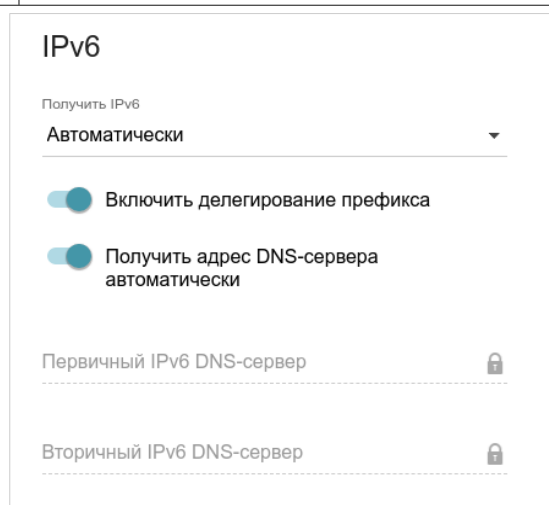 IPv6
Получить IPv6
Автоматически
Включить делегирование префикса
Получить адрес DNS-сервера
автоматически
Первичный IPv6 DNS-сервер
Вторичный IPv6 DNS-сервер